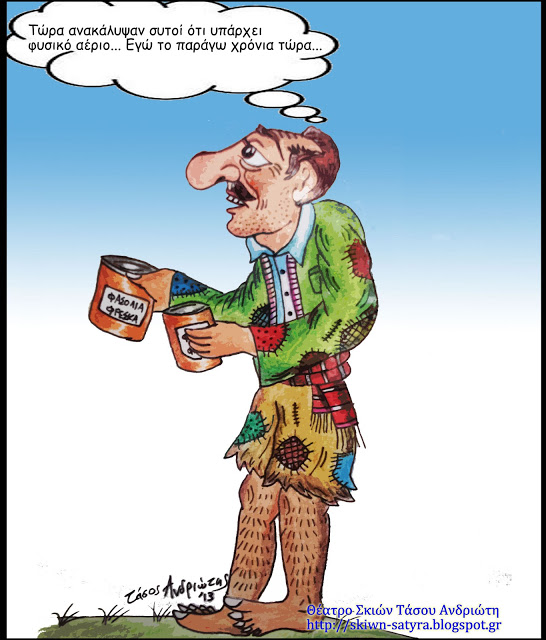 Τώρα ανακάλυψαν αυτοί ότι υπάρχει
φυσικό αέριο... Εγώ το παράγω χρόνια τώρα...
ΦΑΣΟΛΙΑ
ΦΡΕΣΚΑ
Φ
Τάσος Ανδριώτης
13
Θέατρο Σκιών Τάσου Ανδριώτη
http://skiwn-satyra.blogspot.gr